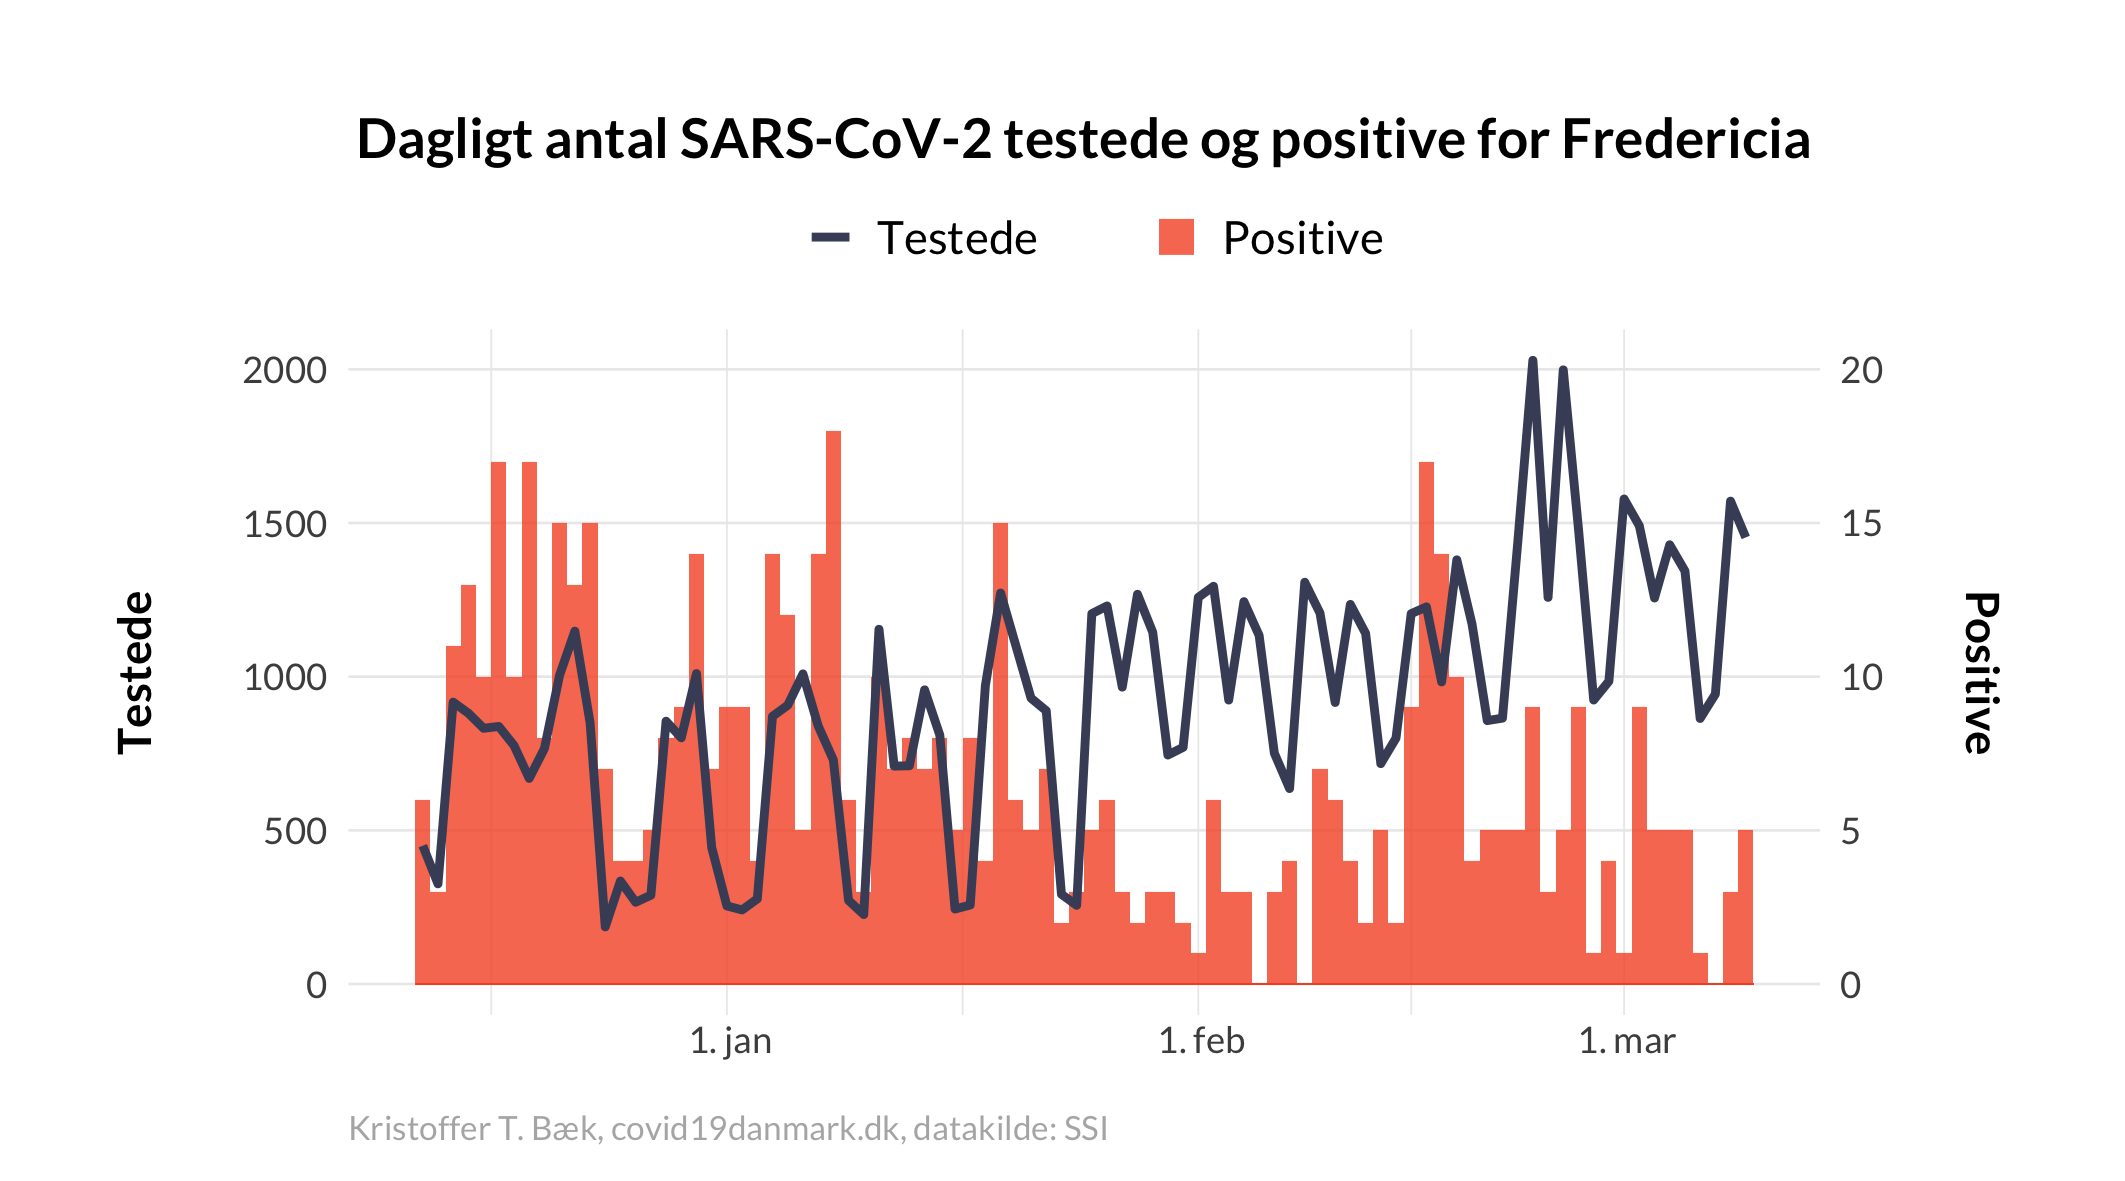 Dagligt antal SARS-CoV-2 testede og positive for Fredericia
Testede
Positive
2000
1500
1000
500
0
Testede
20
15
10
5
0
Positive
1. jan
1. feb
1. mar
Kristoffer T. Bæk, covid19danmark.dk, datakilde: SSI